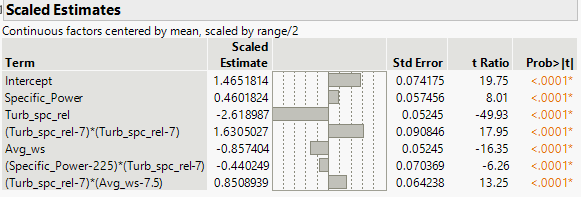 Scaled Estimates
Continuous factors centered by mean, scaled by range/2
Scaled
Term Estimate Std Error t Ratio Prob>|t|
Intercept 1.4651814 0.074175 19.75 <.0001*
Specific_Power 0.4601824 0.057456 8.01 <.0001*
Turb_spc_rel -2.618987 0.05245 -49.93 <.0001*
(Turb_spc_rel-7)*(Turb_spc_rel-7) 1.6305027 0.090846 17.95 <.0001*
Avg_ws -0.857404 0.05245 -16.35 <.0001*
(Specific_Power-225)*(Turb_spc_rel-7) -0.440249 0.070369 -6.26 <.0001*
(Turb_spc_rel-7)*(Avg_ws-7.5) 0.8508939 0.064238 13.25 <.0001*